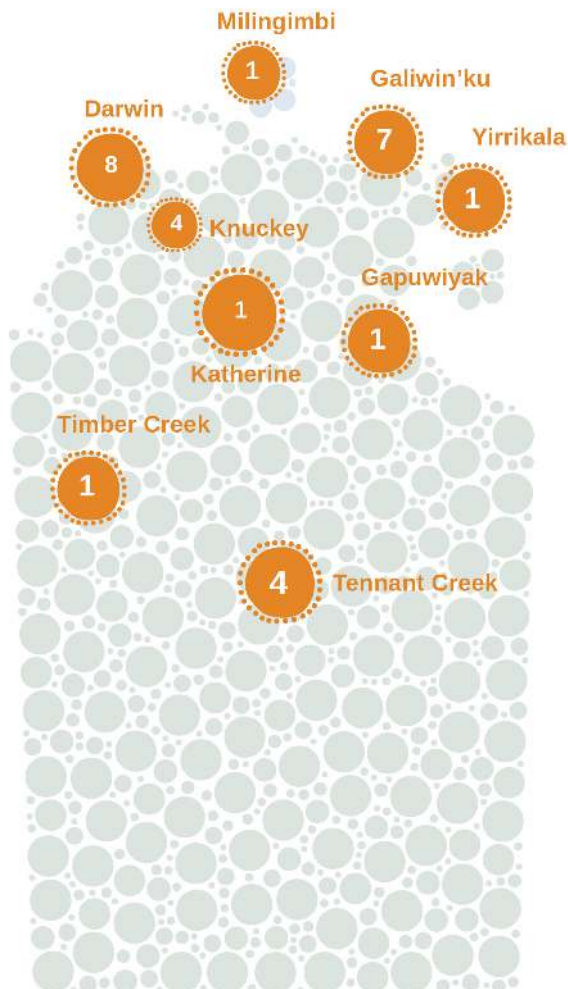 Milingimbi
1
Galiwin'ku
Darwin
7
Yirrikala
8
1
4
Knuckey
Gapuwiyak
1
1
Katherine
Timber Creek
1
4
Tennant Creek